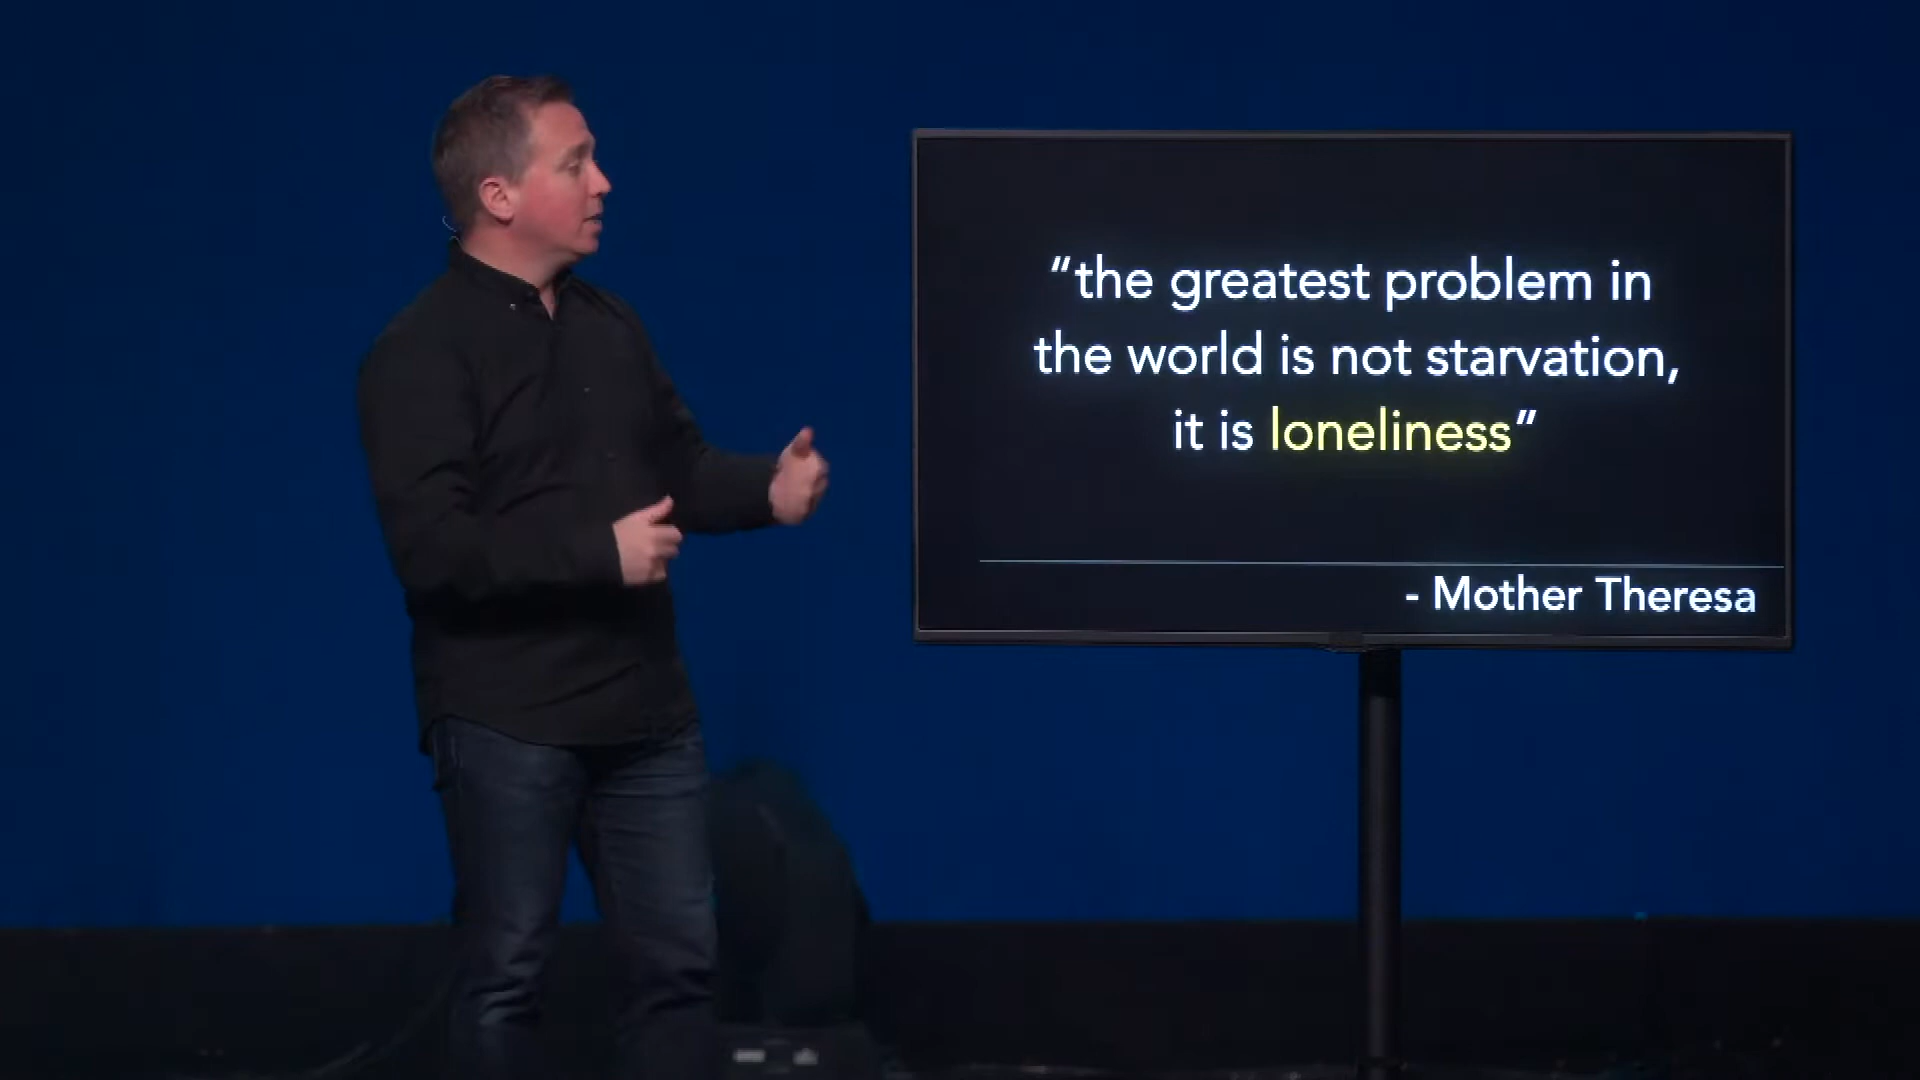 “the greatest problem in
the world is not starvation,
it is loneliness”
- Mother Theresa